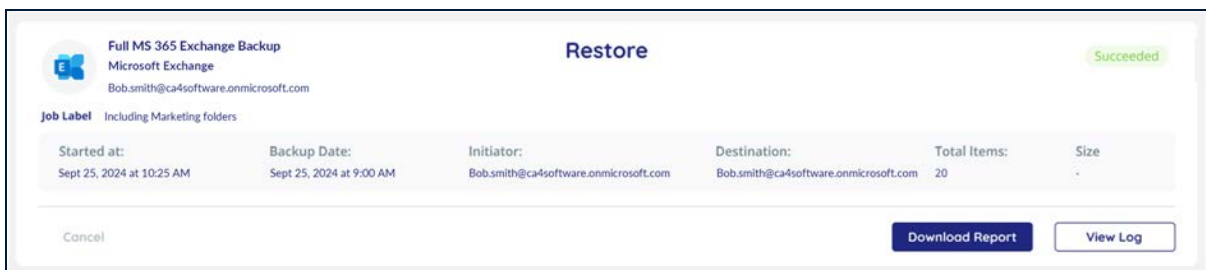 Full MS 365 Exchange Backup
Restore
Succeeded
E
Microsoft Exchange
Bob.smith@ca4software.onmicrosoft.com
Job Label Including Marketing folders
Started at: Backup Date: Initiator: Destination: Total Items: Size
Sept 25, 2024 at 10:25 AM Sept 25, 2024 at 9:00 AM Bob.smith@ca4software.onmicrosoft.com Bob.smith@ca4software.onmicrosoft.com 20 -
Cancel Download Report View Log